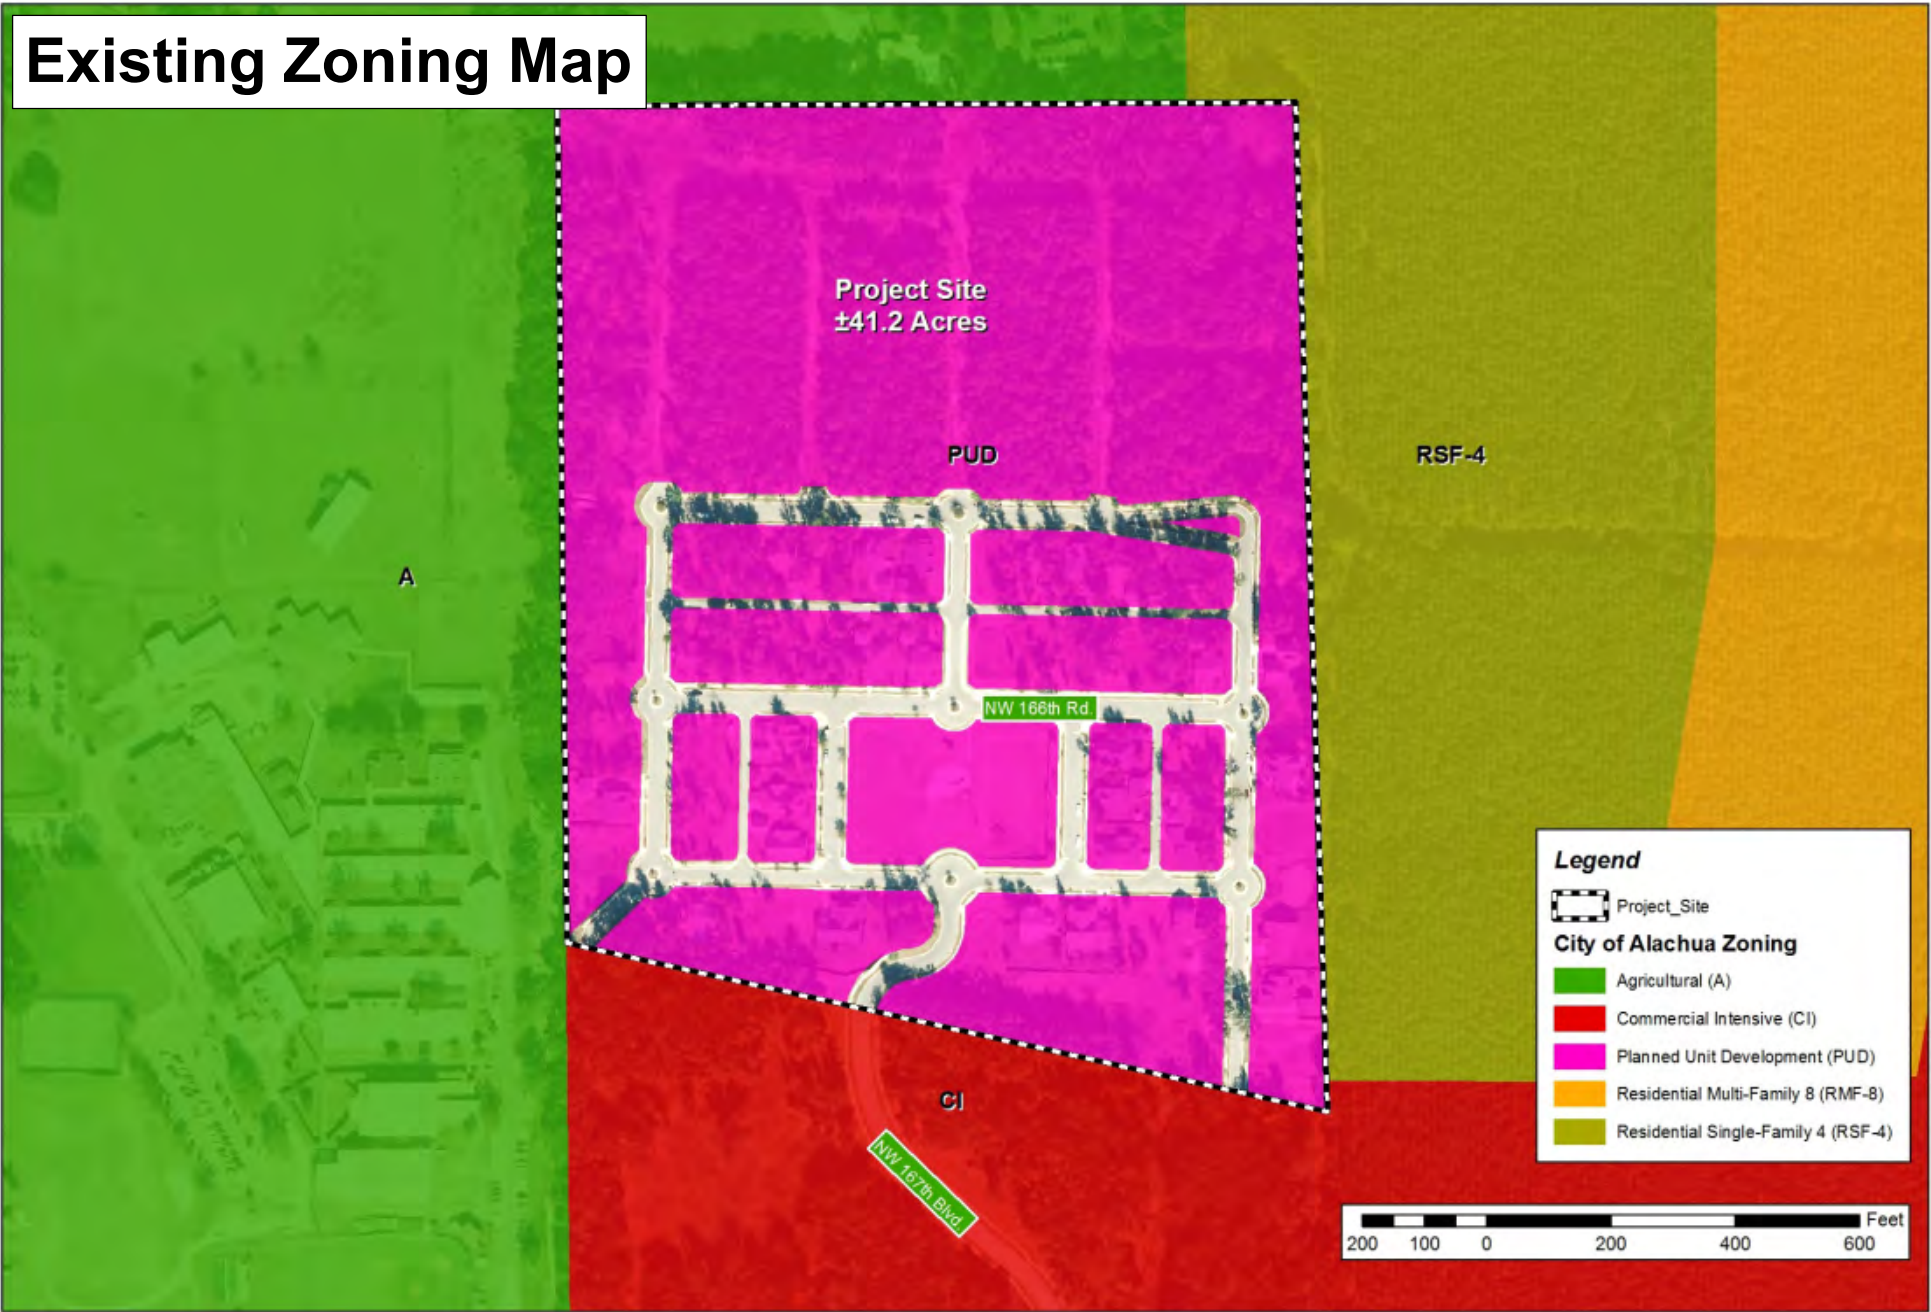 Existing Zoning Map
Project Site
±41.2 Acres
PUD
RSF-4
A
NW 166th Rd.
CI
NW 167th Blvd.
Legend
Project_Site
City of Alachua Zoning
Agricultural (A)
Commercial Intensive (CI)
Planned Unit Development (PUD)
Residential Multi-Family 8 (RMF-8)
Residential Single-Family 4 (RSF-4)
Feet
200 100 0 200 400 600